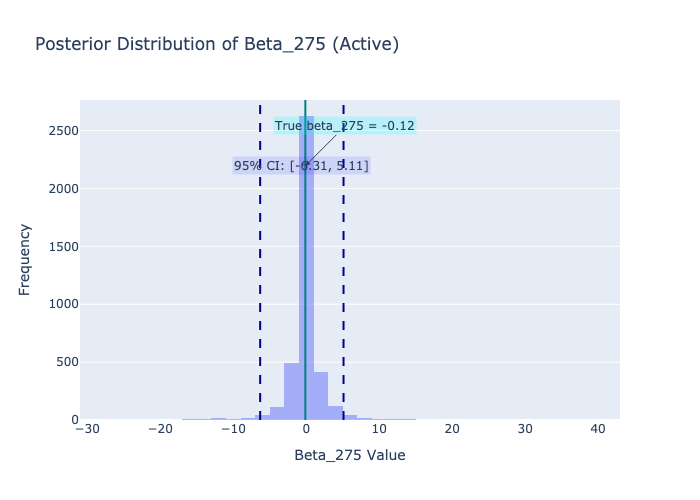 Posterior Distribution of Beta_275 (Active)
True beta_275 = -0.12
95% CI: [-6.31, 5.11]
2500
2000
1500
1000
500
0
Frequency
−30 −20 −10 0 10 20 30 40
Beta_275 Value